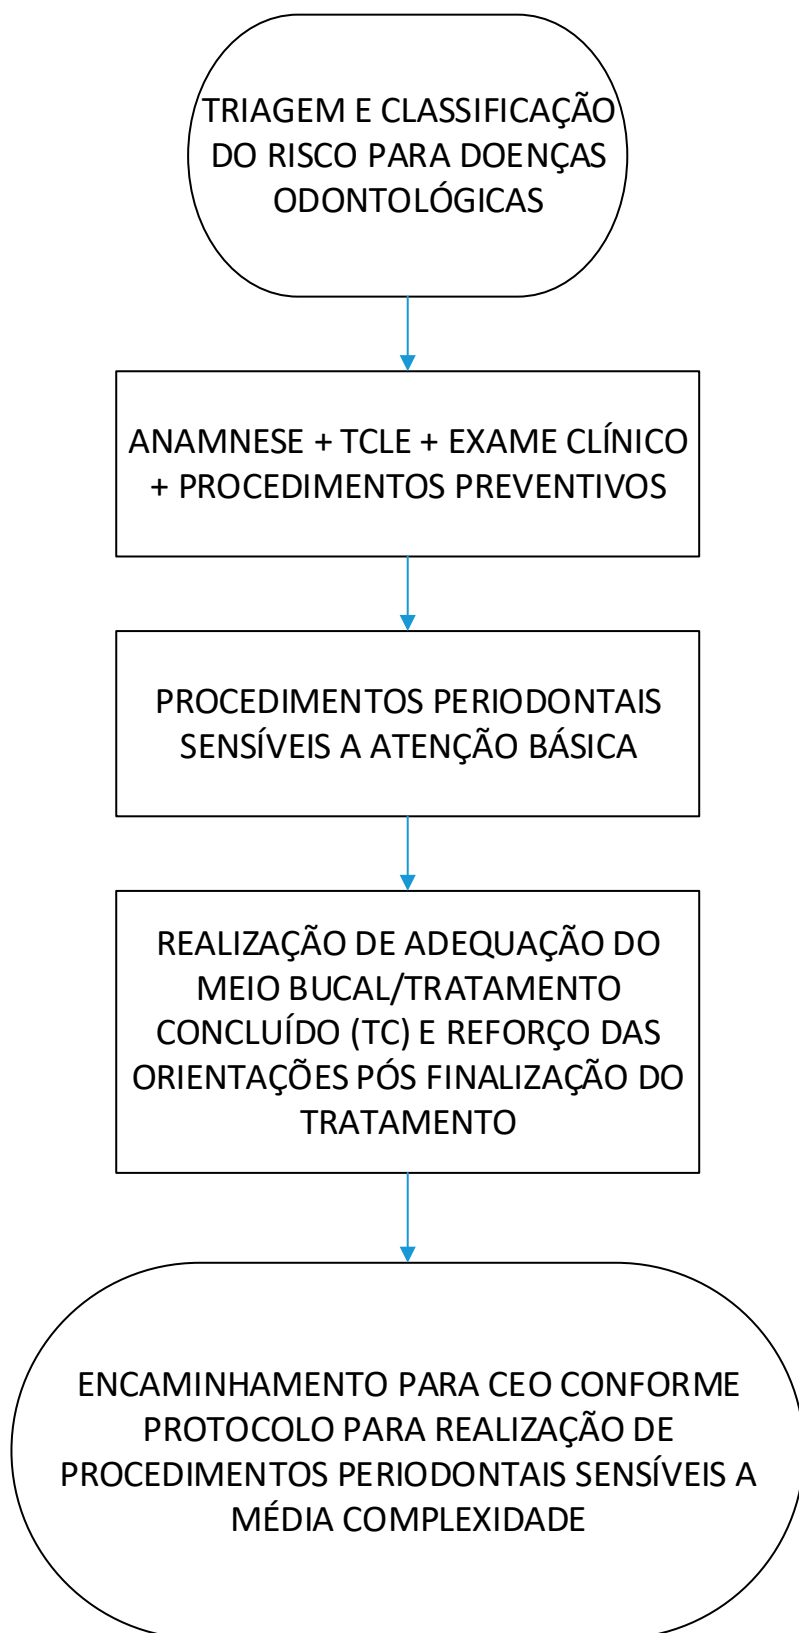 TRIAGEM E CLASSIFICAÇÃO
DO RISCO PARA DOENÇAS
ODONTOLÓGICAS
ANAMNESE + TCLE + EXAME CLÍNICO
+ PROCEDIMENTOS PREVENTIVOS
PROCEDIMENTOS PERIODONTAIS
SENSÍVEIS A ATENÇÃO BÁSICA
REALIZAÇÃO DE ADEQUAÇÃO DO
MEIO BUCAL/TRATAMENTO
CONCLUÍDO (TC) E REFORÇO DAS
ORIENTAÇÕES PÓS FINALIZAÇÃO DO
TRATAMENTO
ENCAMINHAMENTO PARA CEO CONFORME
PROTOCOLO PARA REALIZAÇÃO DE
PROCEDIMENTOS PERIODONTAIS SENSÍVEIS A
MÉDIA COMPLEXIDADE